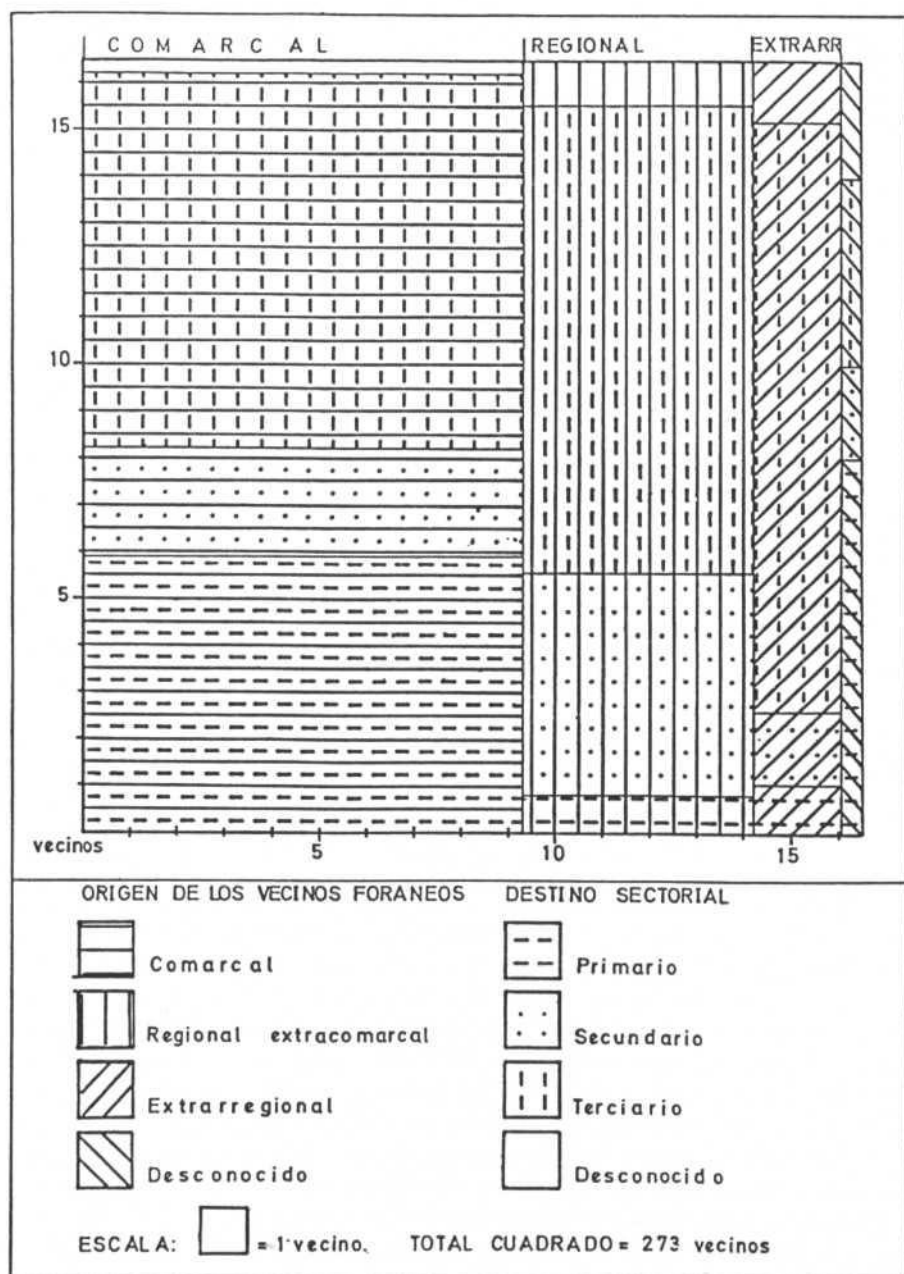 COMARCAL REGIONAL EXTRARR
15
10
5
vecinos 5 10 15
ORIGEN DE LOS VECINOS FORANEOS DESTINO SECTORIAL
Comarcal Primario
Regional extracomarcal Secundario
Extrarregional Terciario
Desconocido Desconocido
ESCALA: = 1 vecino. TOTAL CUADRADO = 273 vecinos